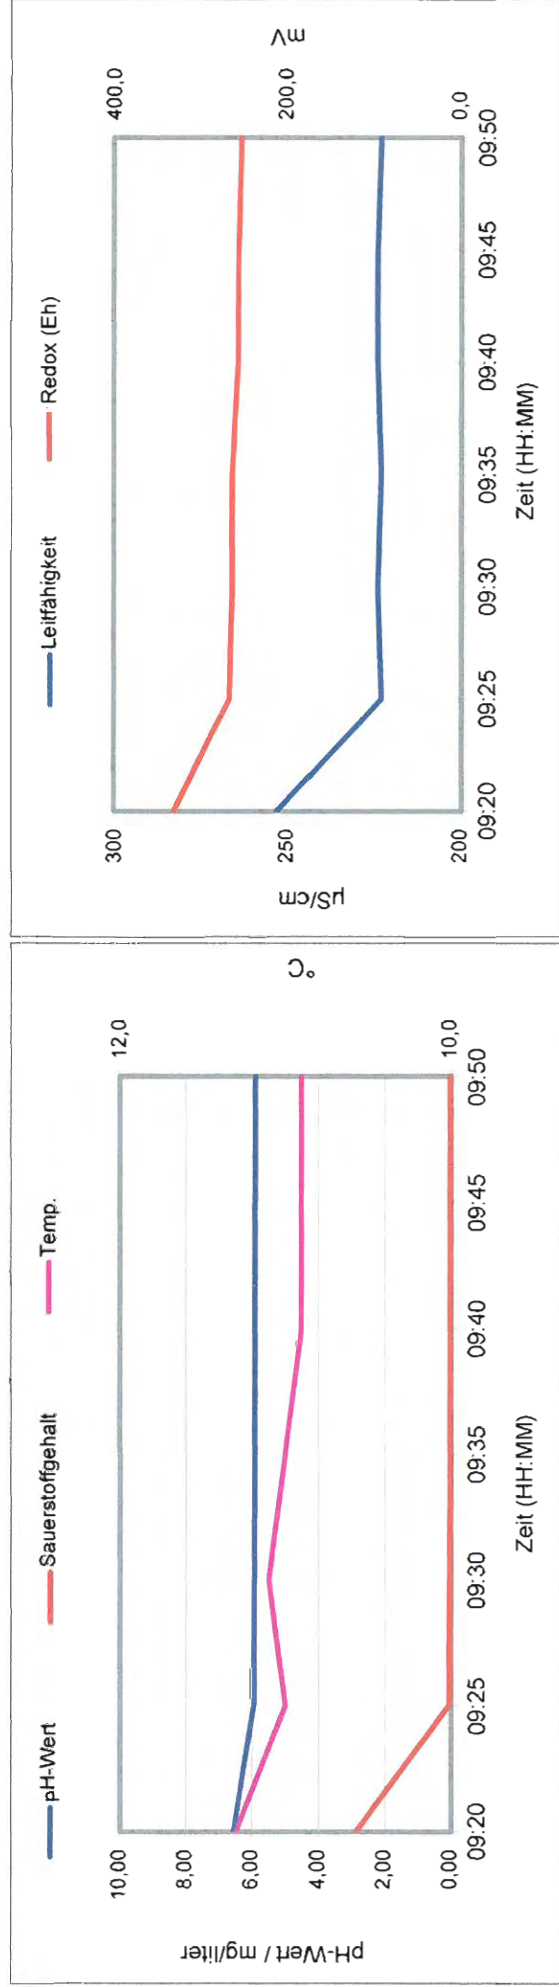 pH-Wert Sauerstoffgehalt Temp.
10,00
8,00
6,00
4,00
2,00
0,00
pH-Wert / mg/liter
12,0
10,0
°C
09:20 09:25 09:30 09:35 09:40 09:45 09:50
Zeit (HH:MM)
Leitfähigkeit Redox (Eh)
300
250
200
µS/cm
400,0
200,0
0,0
mV
09:20 09:25 09:30 09:35 09:40 09:45 09:50
Zeit (HH:MM)